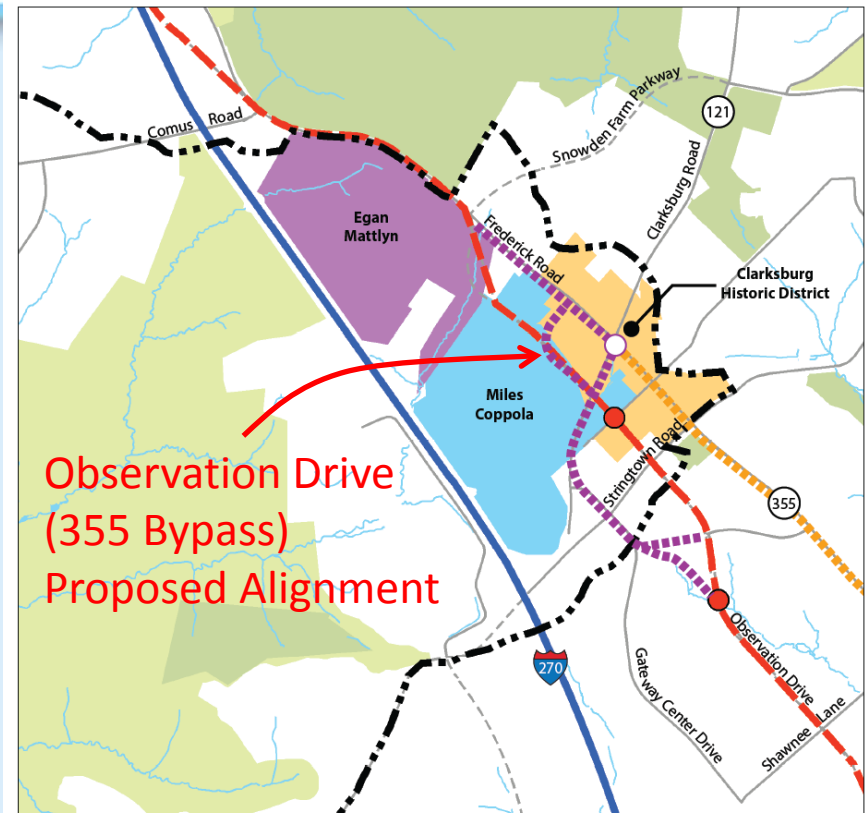 Comus Road
Snowden Farm Parkway
121
Clarksburg Road
Egan
Mattlyn
Frederick Road
Clarksburg
Historic District
Miles
Coppola
Stringtown Road
355
Observation Drive
(355 Bypass)
Proposed Alignment
270
Observation Drive
Gateway Center Drive
Shawnee Lane